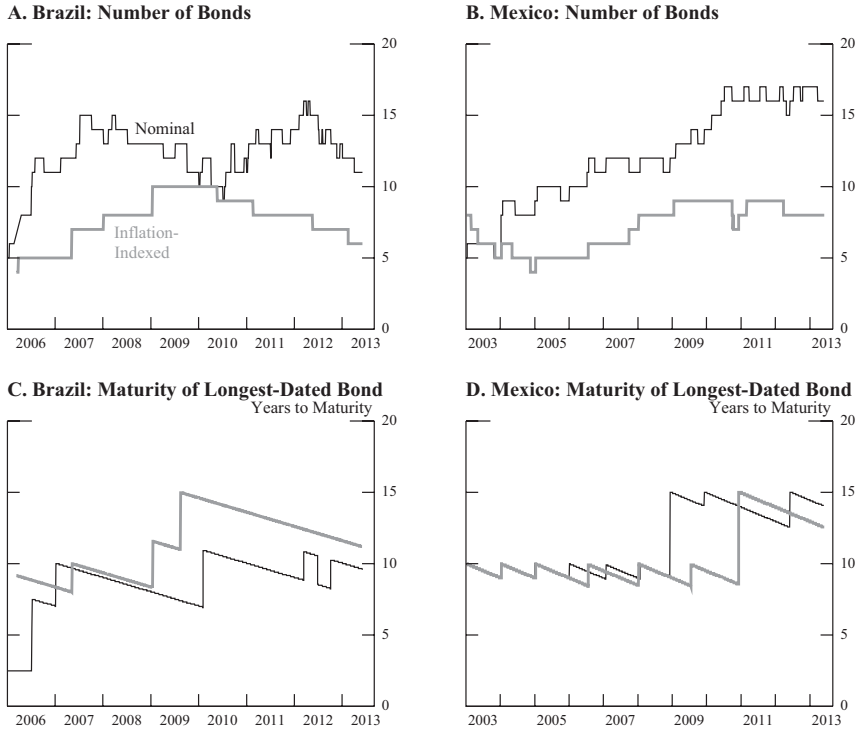 A. Brazil: Number of Bonds
20
15
10
5
0
Nominal
Inflation-
Indexed
2006 2007 2008 2009 2010 2011 2012 2013
B. Mexico: Number of Bonds
20
15
10
5
0
2003 2005 2007 2009 2011 2013
C. Brazil: Maturity of Longest-Dated Bond
Years to Maturity
20
15
10
5
0
2006 2007 2008 2009 2010 2011 2012 2013
D. Mexico: Maturity of Longest-Dated Bond
Years to Maturity
20
15
10
5
0
2003 2005 2007 2009 2011 2013